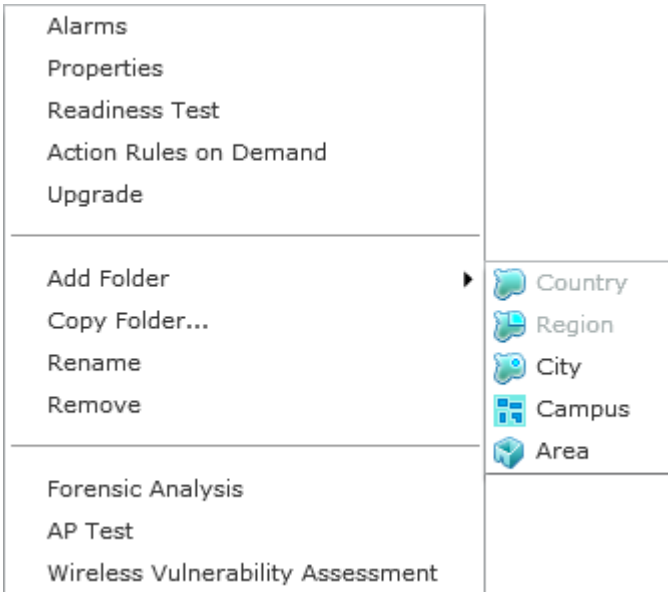 Alarms
Properties
Readiness Test
Action Rules on Demand
Upgrade
Add Folder
Copy Folder...
Rename
Remove
Forensic Analysis
AP Test
Wireless Vulnerability Assessment
Country
Region
City
Campus
Area